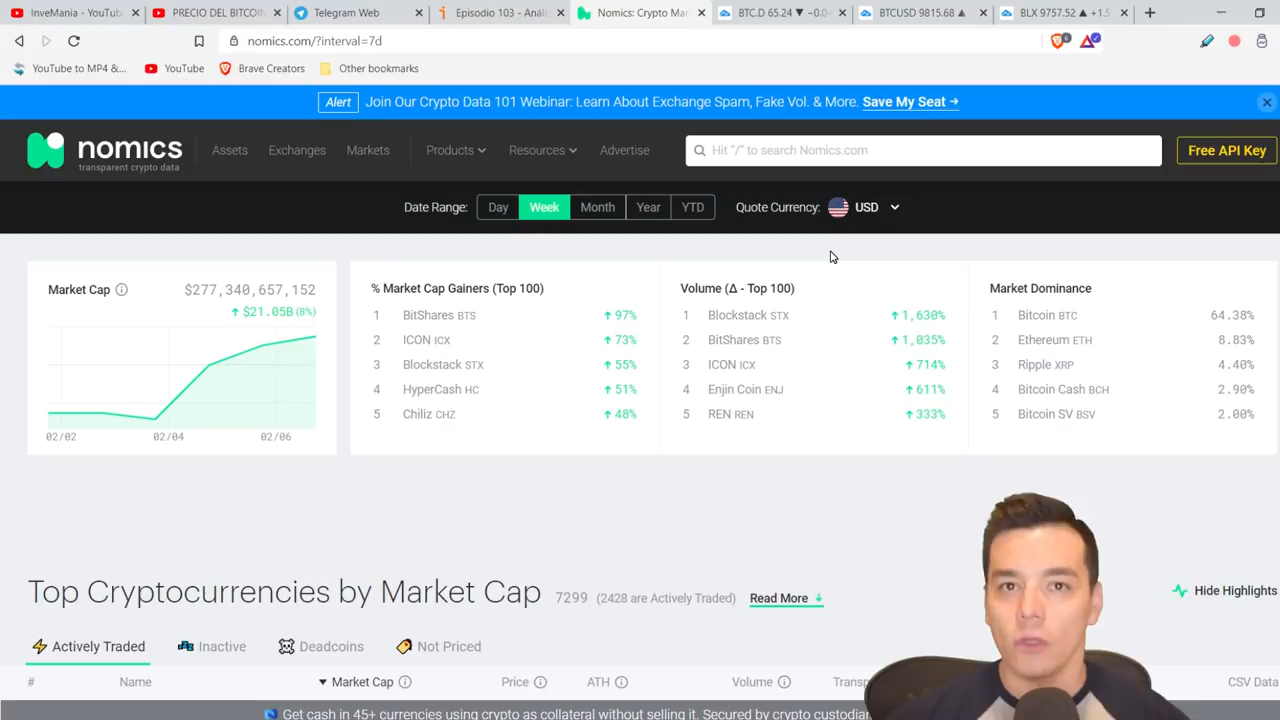 InveMania - YouTub
PRECIO DEL BITCOIN
Telegram Web
Episodio 103 - Anál
Nomics: Crypto Ma
BTC.D 65.24 ▼ −0.0
BTCUSD 9815.68 ▲
BLX 9757.52 ▲ +1.5
nomics.com/?interval=7d
YouTube to MP4 &...
YouTube
Brave Creators
Other bookmarks
Alert
Join Our Crypto Data 101 Webinar: Learn About Exchange Spam, Fake Vol. & More. Save My Seat →
nomics
transparent crypto data
Assets
Exchanges
Markets
Products
Resources
Advertise
Hit "/" to search Nomics.com
Free API Key
Date Range:
Day
Week
Month
Year
YTD
Quote Currency:
USD
Market Cap
$277,340,657,152
↑ $21.05B (8%)
02/02
02/04
02/06
% Market Cap Gainers (Top 100)
1 BitShares BTS ↑ 97%
2 ICON ICX ↑ 73%
3 Blockstack STX ↑ 55%
4 HyperCash HC ↑ 51%
5 Chiliz CHZ ↑ 48%
Volume (Δ - Top 100)
1 Blockstack STX ↑ 1,630%
2 BitShares BTS ↑ 1,035%
3 ICON ICX ↑ 714%
4 Enjin Coin ENJ ↑ 611%
5 REN REN ↑ 333%
Market Dominance
1 Bitcoin BTC 64.38%
2 Ethereum ETH 8.83%
3 Ripple XRP 4.40%
4 Bitcoin Cash BCH 2.90%
5 Bitcoin SV BSV 2.00%
Top Cryptocurrencies by Market Cap 7299 (2428 are Actively Traded) Read More ↓
Hide Highlights
Actively Traded
Inactive
Deadcoins
Not Priced
# Name ▼ Market Cap Price ATH Volume Transp CSV Data
Get cash in 45+ currencies using crypto as collateral without selling it. Secured by crypto custodian